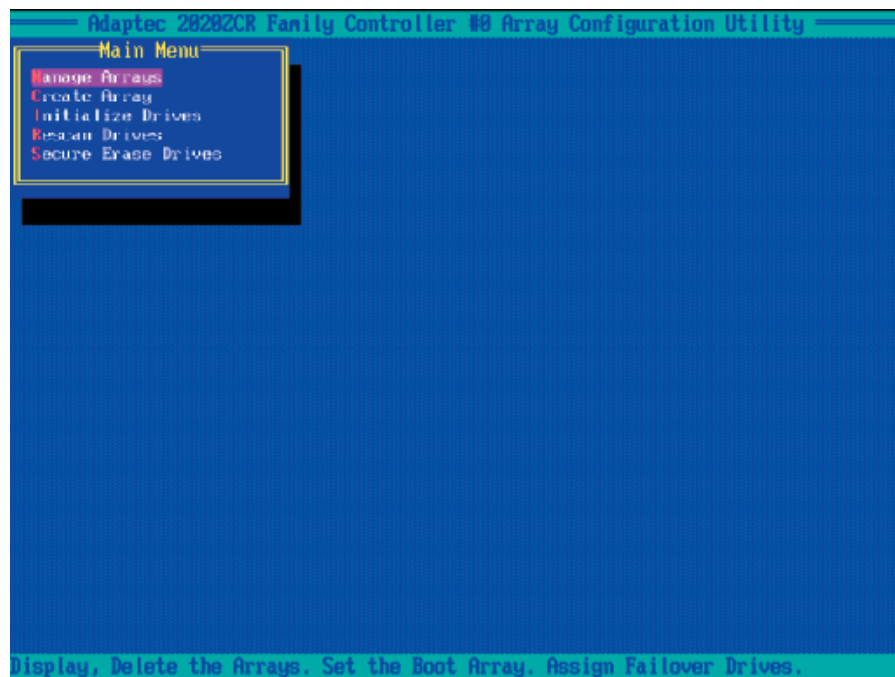 Adaptec 2020ZCR Family Controller #0 Array Configuration Utility
Main Menu
Manage Arrays
Create Array
Initialize Drives
Rescan Drives
Secure Erase Drives
Display, Delete the Arrays. Set the Boot Array. Assign Failover Drives.